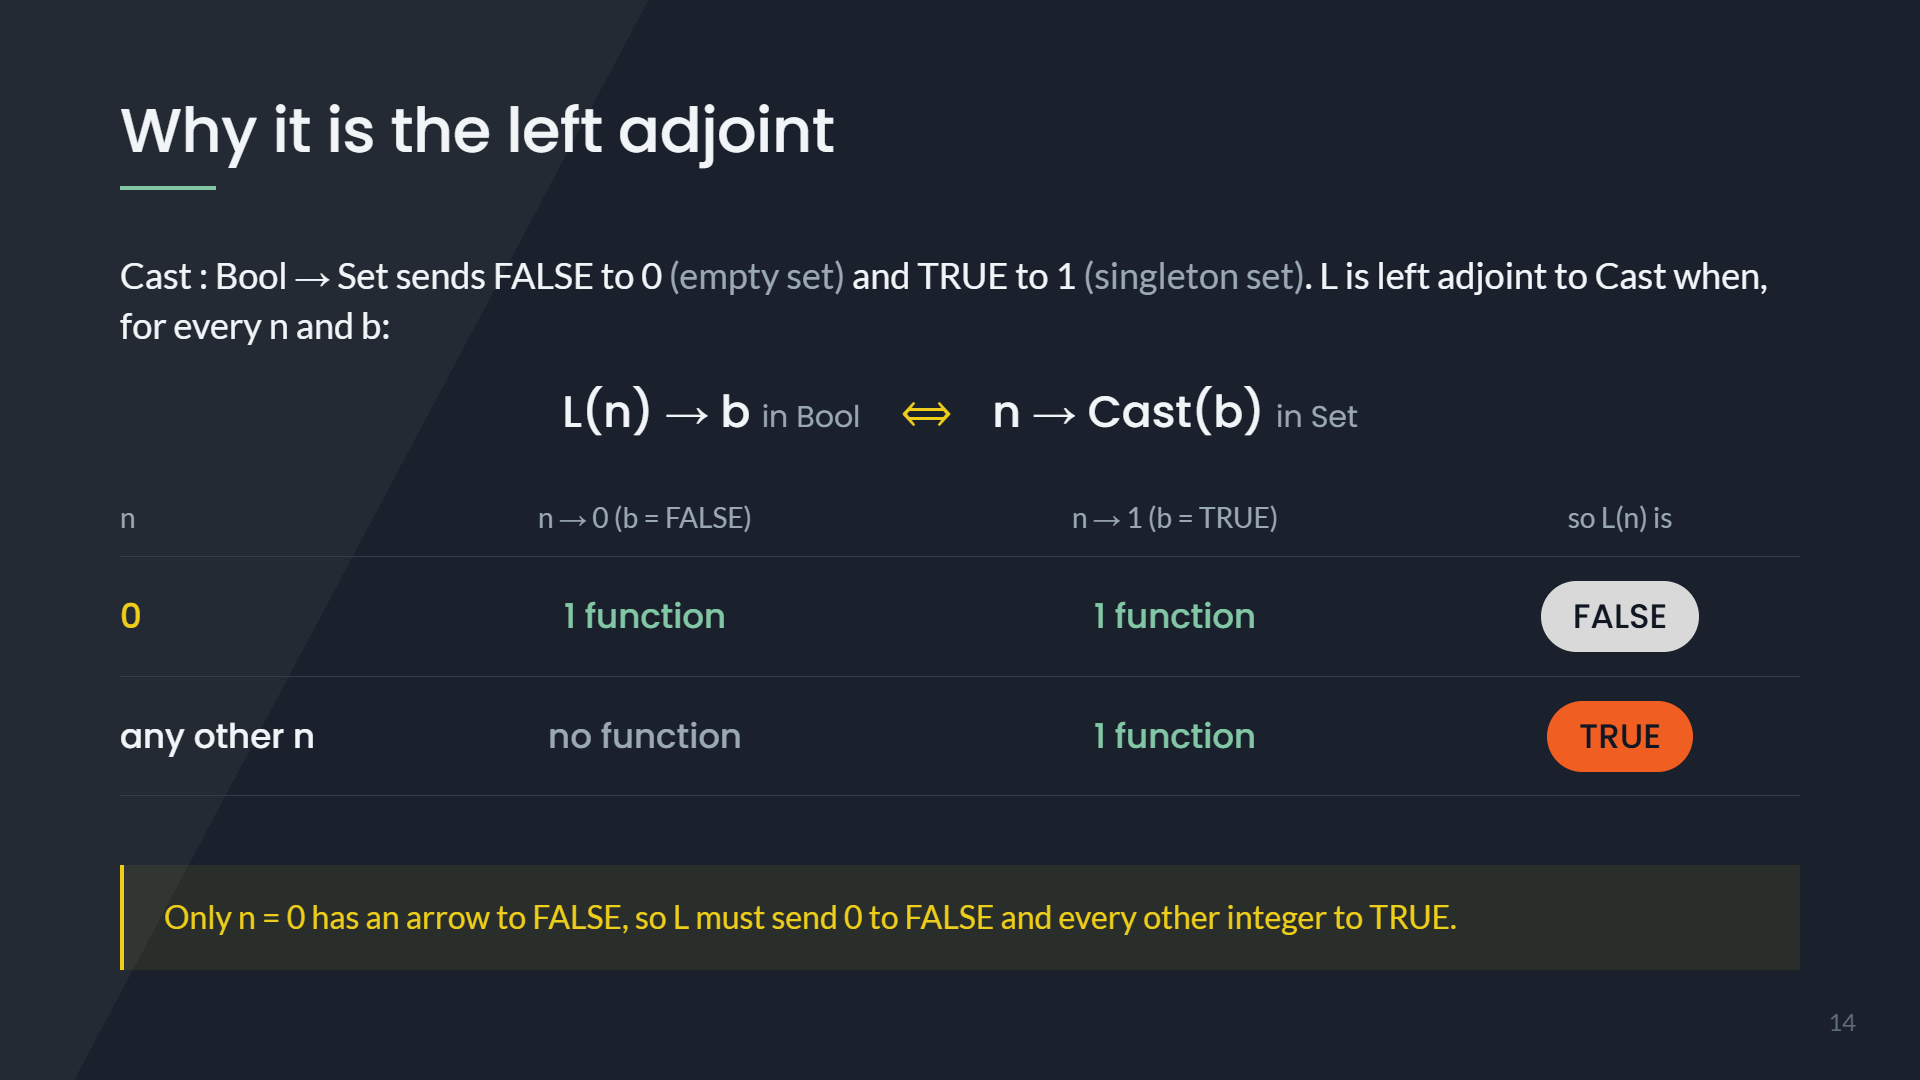 Why it is the left adjoint
Cast : Bool → Set sends FALSE to 0 (empty set) and TRUE to 1 (singleton set). L is left adjoint to Cast when,
for every n and b:
L(n) → b in Bool ⟺ n → Cast(b) in Set
n n → 0 (b = FALSE) n → 1 (b = TRUE) so L(n) is
0 1 function 1 function FALSE
any other n no function 1 function TRUE
Only n = 0 has an arrow to FALSE, so L must send 0 to FALSE and every other integer to TRUE.
14